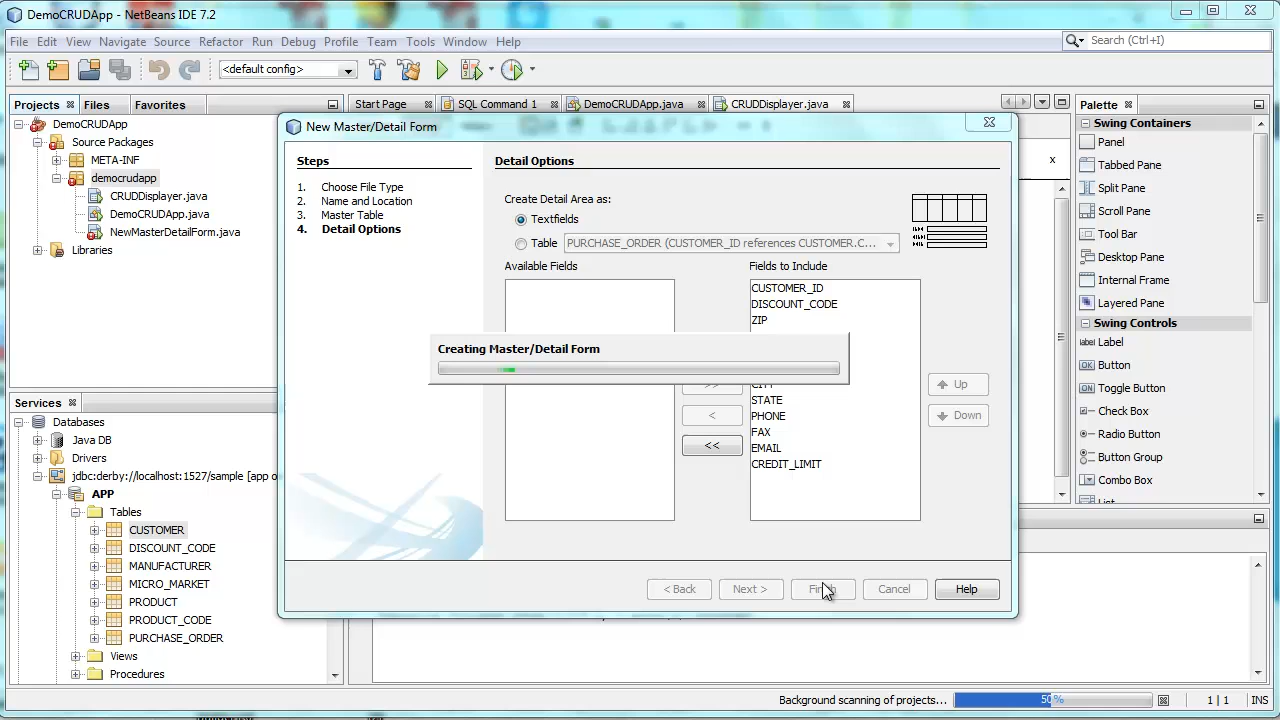 DemoCRUDApp - NetBeans IDE 7.2
File Edit View Navigate Source Refactor Run Debug Profile Team Tools Window Help
Search (Ctrl+I)
<default config>
Projects Files Favorites
Start Page SQL Command 1 DemoCRUDApp.java CRUDDisplayer.java
Palette
DemoCRUDApp
Source Packages
META-INF
democrudapp
CRUDDisplayer.java
DemoCRUDApp.java
NewMasterDetailForm.java
Libraries
Services
Databases
Java DB
Drivers
jdbc:derby://localhost:1527/sample [app o
APP
Tables
CUSTOMER
DISCOUNT_CODE
MANUFACTURER
MICRO_MARKET
PRODUCT
PRODUCT_CODE
PURCHASE_ORDER
Views
Procedures
New Master/Detail Form
Steps
1. Choose File Type
2. Name and Location
3. Master Table
4. Detail Options
Detail Options
Create Detail Area as:
Textfields
Table PURCHASE_ORDER (CUSTOMER_ID references CUSTOMER.C...
Available Fields
Fields to Include
CUSTOMER_ID
DISCOUNT_CODE
ZIP
Creating Master/Detail Form
CITY
STATE
PHONE
FAX
EMAIL
CREDIT_LIMIT
>>
<
<<
Up
Down
< Back Next > Finish Cancel Help
x
Swing Containers
Panel
Tabbed Pane
Split Pane
Scroll Pane
Tool Bar
Desktop Pane
Internal Frame
Layered Pane
Swing Controls
label Label
OK Button
ON Toggle Button
Check Box
Radio Button
Button Group
Combo Box
List
Background scanning of projects... 50% 1 | 1 INS